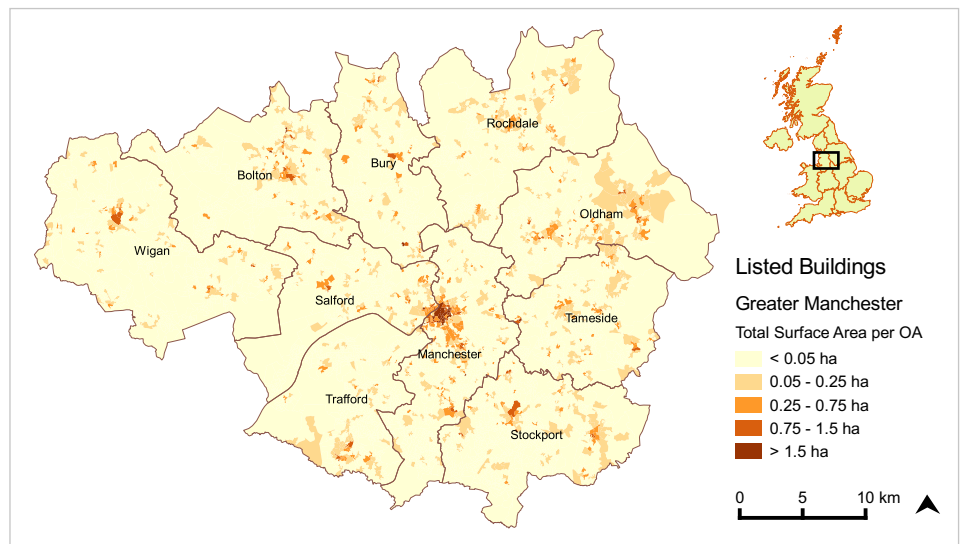 Rochdale
Bury
Bolton
Oldham
Wigan
Salford
Tameside
Manchester
Trafford
Stockport
Listed Buildings
Greater Manchester
Total Surface Area per OA
< 0.05 ha
0.05 - 0.25 ha
0.25 - 0.75 ha
0.75 - 1.5 ha
> 1.5 ha
0 5 10 km